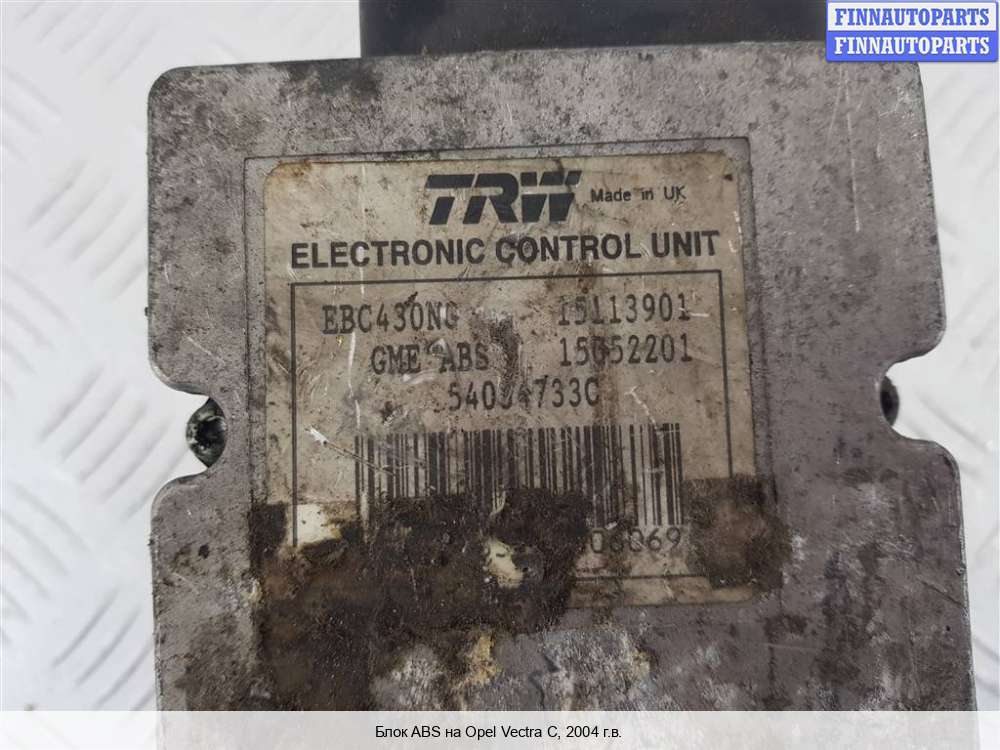 FINNAUTOPARTS
FINNAUTOPARTS
TRW Made in UK
ELECTRONIC CONTROL UNIT
EBC430NG 15113901
GME ABS 15052201
54084733C
Блок ABS на Opel Vectra C, 2004 г.в.